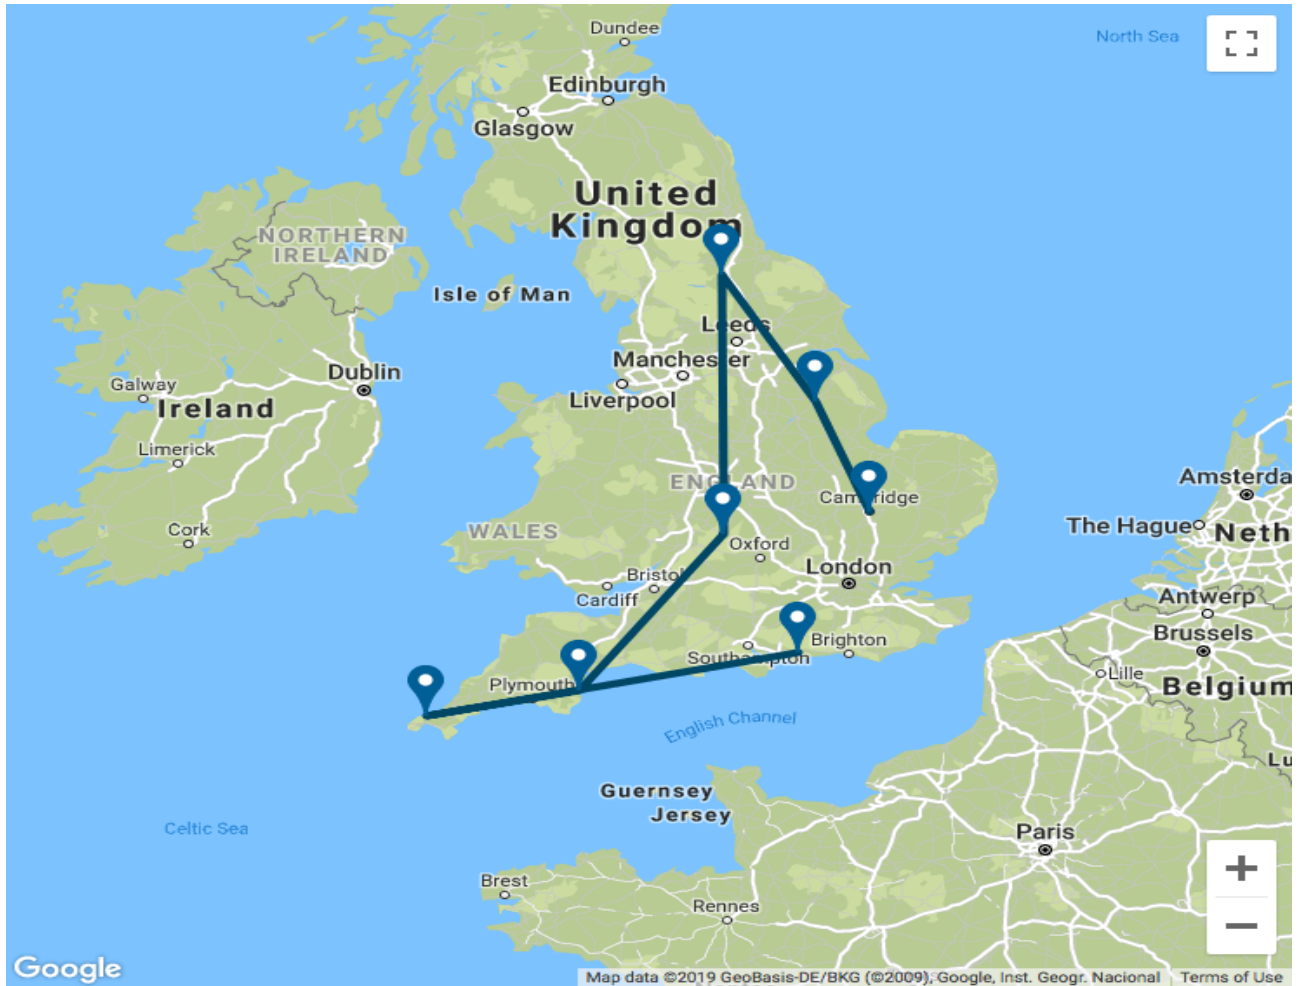 Dundee
North Sea
Edinburgh
Glasgow
United
Kingdom
NORTHERN
IRELAND
Isle of Man
Leeds
Manchester
Dublin
Galway
Liverpool
Ireland
Limerick
ENGLAND
Amsterda
Cambridge
Cork
WALES
The Hague
Neth
Oxford
London
Bristol
Cardiff
Antwerp
Brussels
Brighton
Southampton
Plymouth
Lille
Belgium
English Channel
Lu
Guernsey
Jersey
Celtic Sea
Paris
Brest
Rennes
Google
Map data ©2019 GeoBasis-DE/BKG (©2009), Google, Inst. Geogr. Nacional
Terms of Use